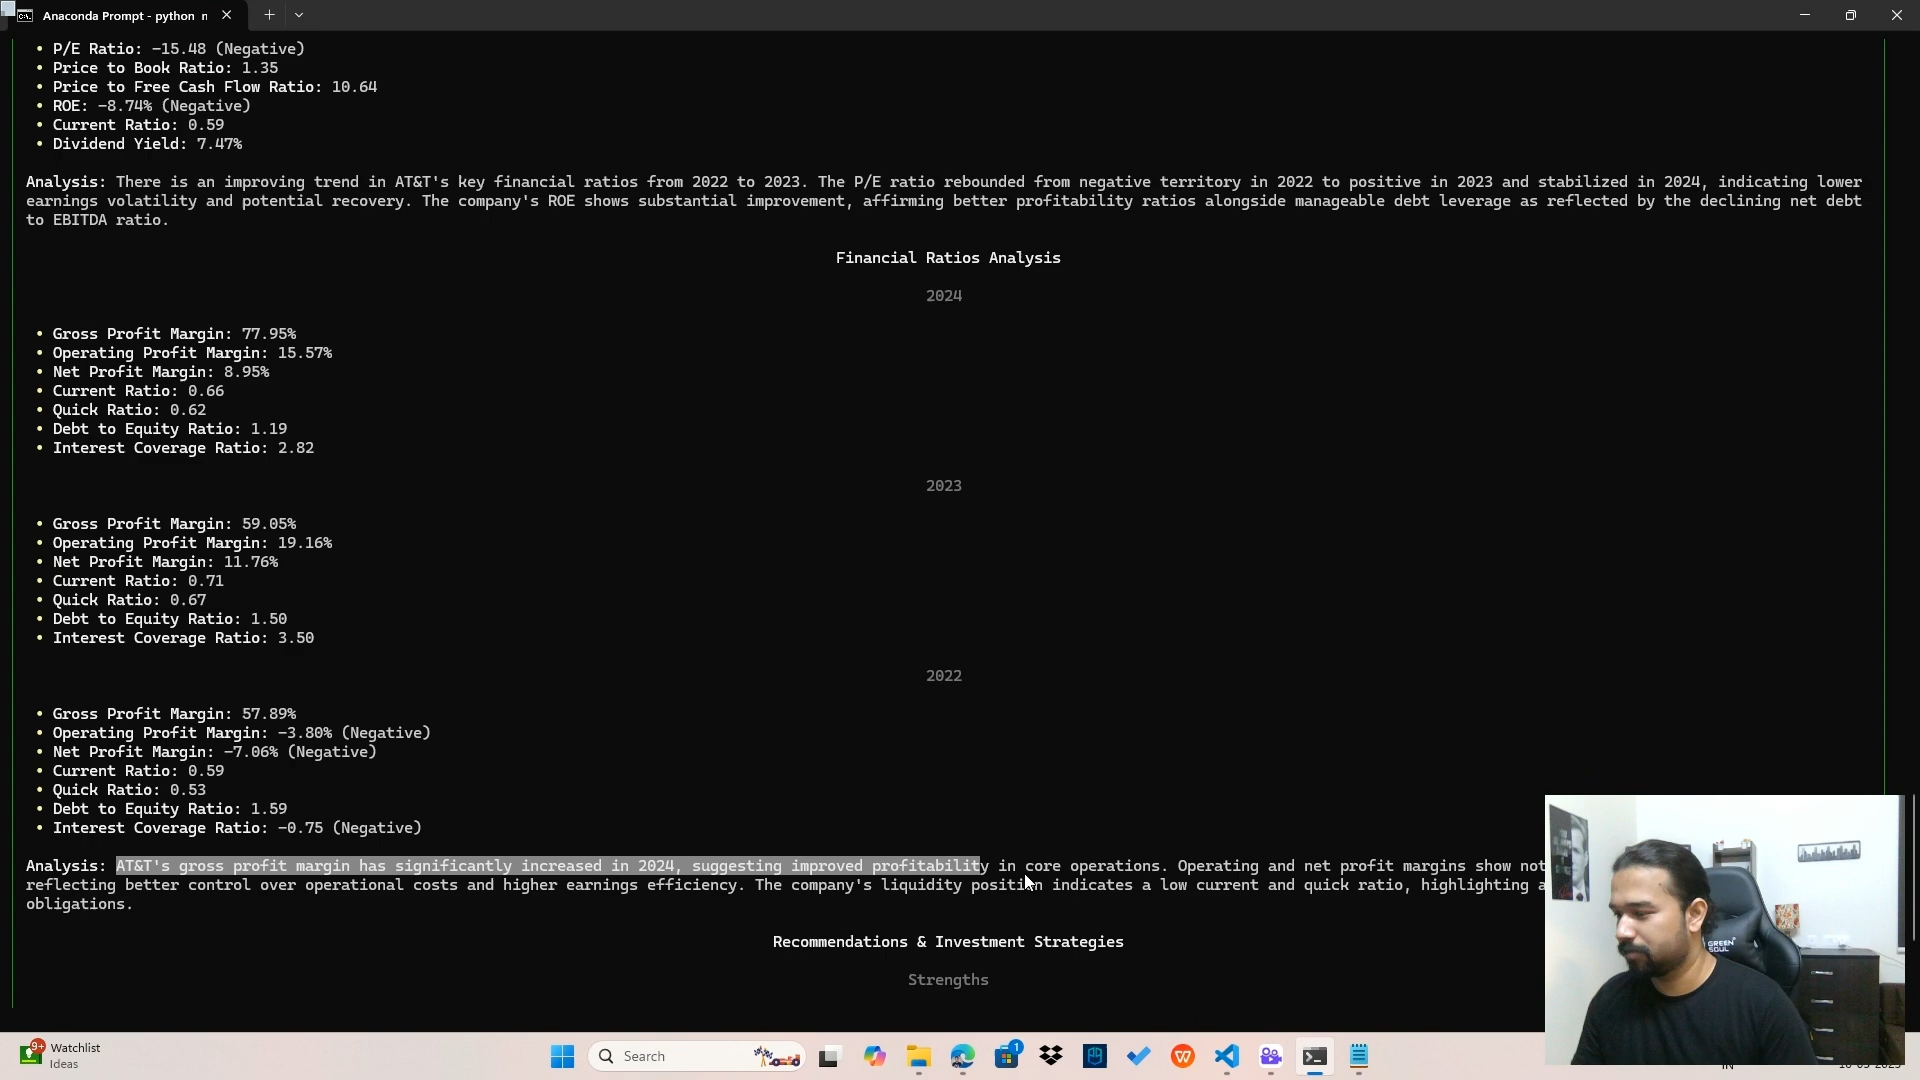 Anaconda Prompt - python n
• P/E Ratio: -15.48 (Negative)
• Price to Book Ratio: 1.35
• Price to Free Cash Flow Ratio: 10.64
• ROE: -8.74% (Negative)
• Current Ratio: 0.59
• Dividend Yield: 7.47%
Analysis: There is an improving trend in AT&T's key financial ratios from 2022 to 2023. The P/E ratio rebounded from negative territory in 2022 to positive in 2023 and stabilized in 2024, indicating lower
earnings volatility and potential recovery. The company's ROE shows substantial improvement, affirming better profitability ratios alongside manageable debt leverage as reflected by the declining net debt
to EBITDA ratio.
Financial Ratios Analysis
2024
• Gross Profit Margin: 77.95%
• Operating Profit Margin: 15.57%
• Net Profit Margin: 8.95%
• Current Ratio: 0.66
• Quick Ratio: 0.62
• Debt to Equity Ratio: 1.19
• Interest Coverage Ratio: 2.82
2023
• Gross Profit Margin: 59.05%
• Operating Profit Margin: 19.16%
• Net Profit Margin: 11.76%
• Current Ratio: 0.71
• Quick Ratio: 0.67
• Debt to Equity Ratio: 1.50
• Interest Coverage Ratio: 3.50
2022
• Gross Profit Margin: 57.89%
• Operating Profit Margin: -3.80% (Negative)
• Net Profit Margin: -7.06% (Negative)
• Current Ratio: 0.59
• Quick Ratio: 0.53
• Debt to Equity Ratio: 1.59
• Interest Coverage Ratio: -0.75 (Negative)
Analysis: AT&T's gross profit margin has significantly increased in 2024, suggesting improved profitability in core operations. Operating and net profit margins show not
reflecting better control over operational costs and higher earnings efficiency. The company's liquidity position indicates a low current and quick ratio, highlighting a
obligations.
Recommendations & Investment Strategies
Strengths
GREEN SOUL
9+
Watchlist
Ideas
Search
1
IN